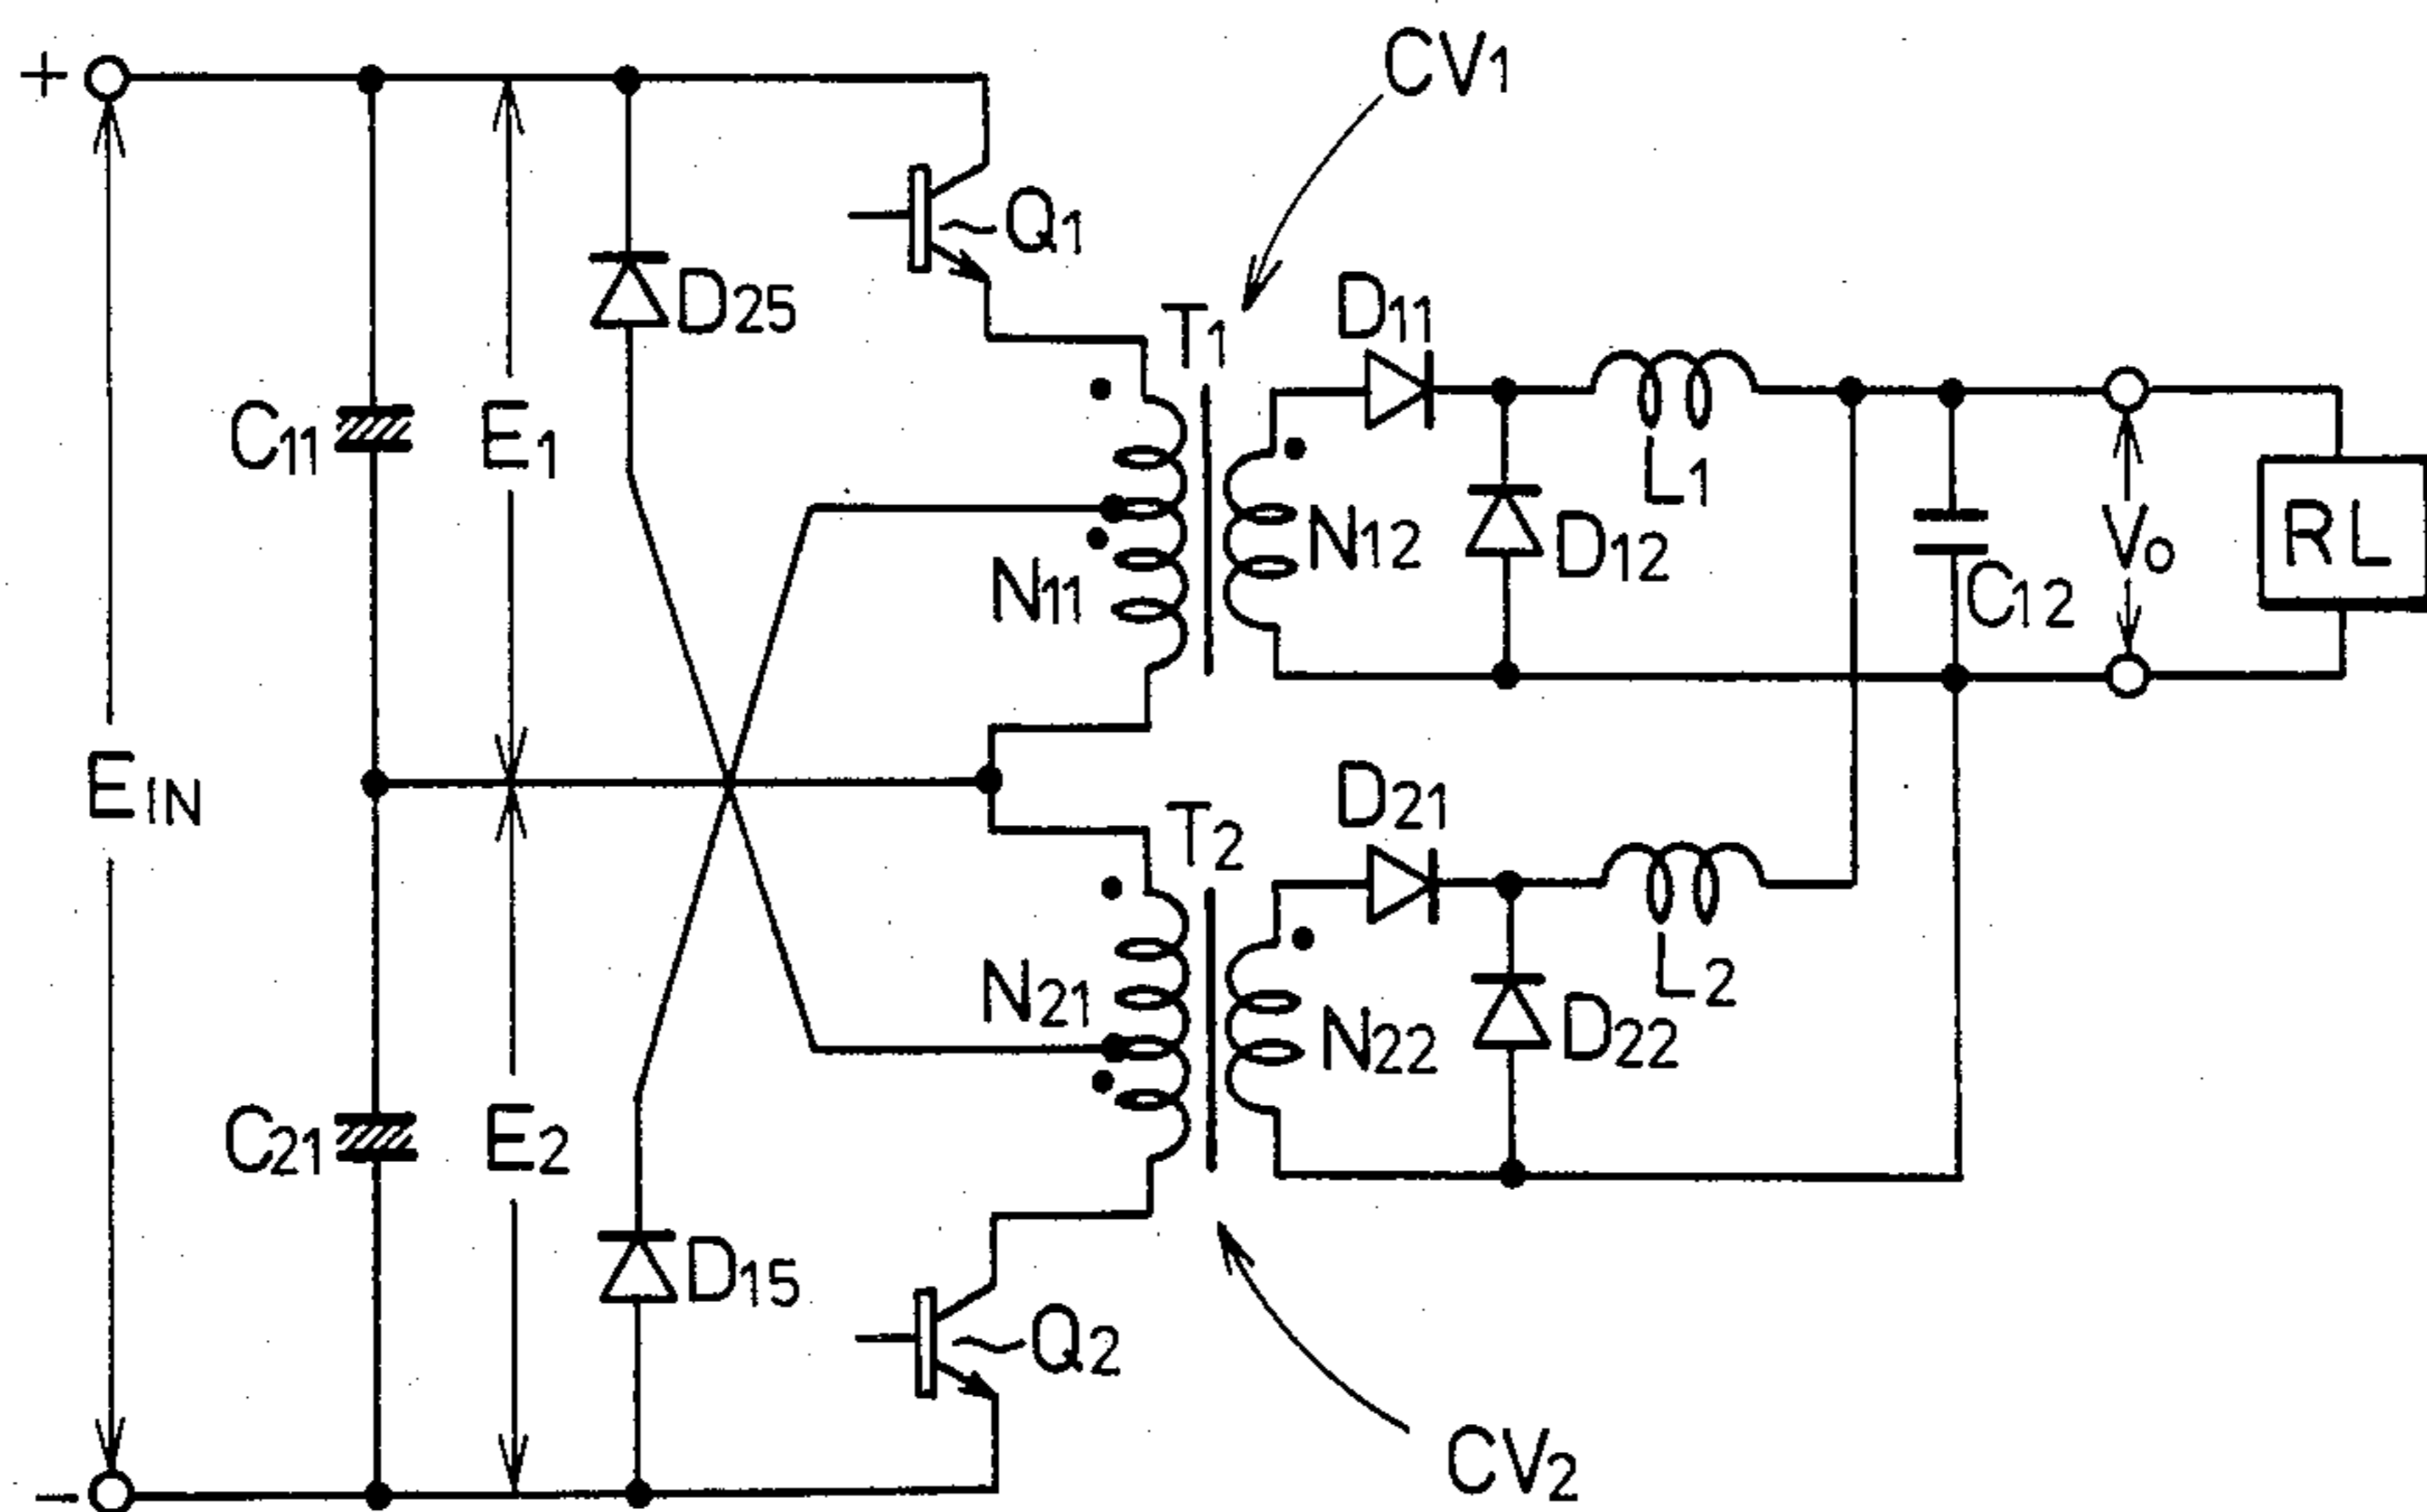 CV1
+
Q1
D25
T1
D11
C11
E1
L1
N11
N12
D12
C12
Vo
RL
EIN
D21
T2
N21
L2
N22
D22
C21
E2
D15
Q2
CV2
−